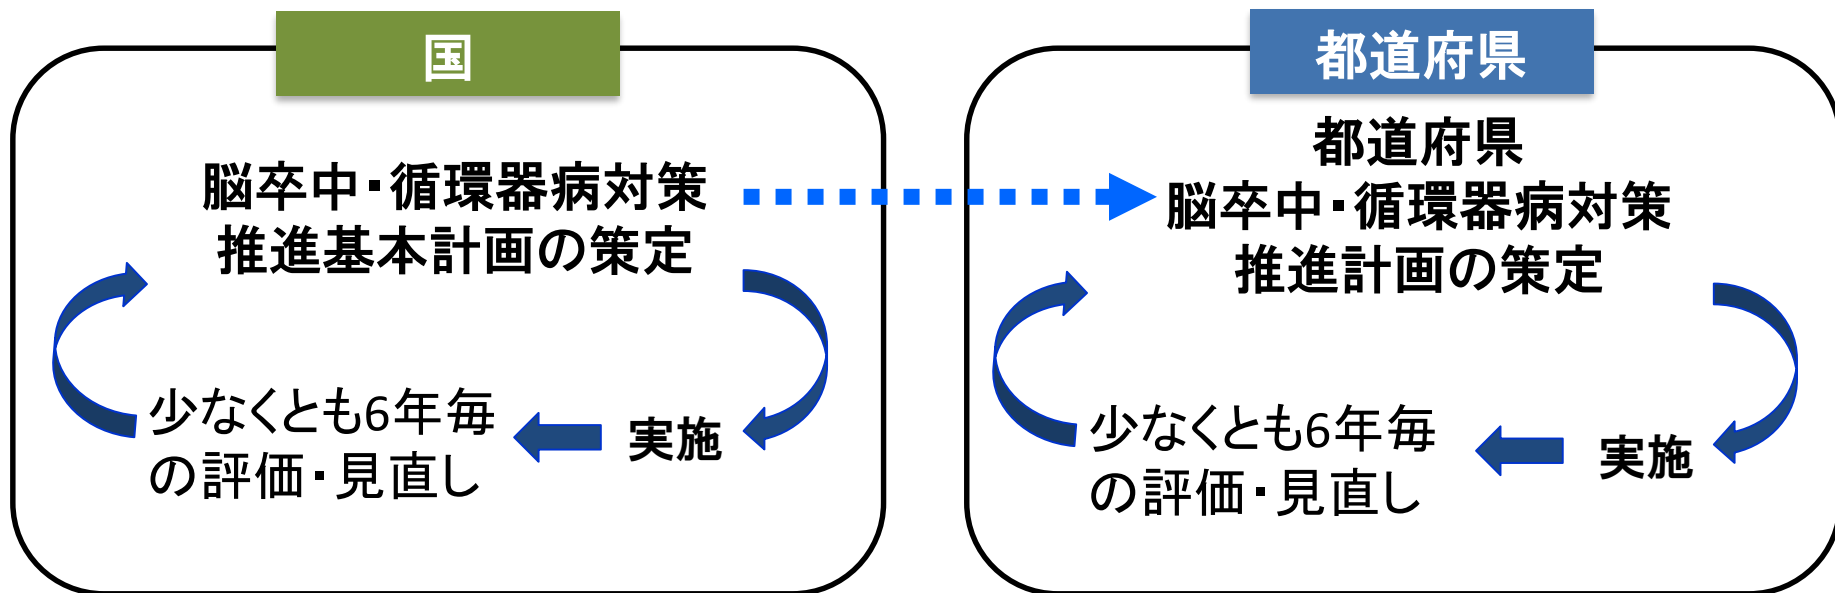 国
脳卒中・循環器病対策
推進基本計画の策定
実施
少なくとも6年毎
の評価・見直し
都道府県
都道府県
脳卒中・循環器病対策
推進計画の策定
実施
少なくとも6年毎
の評価・見直し